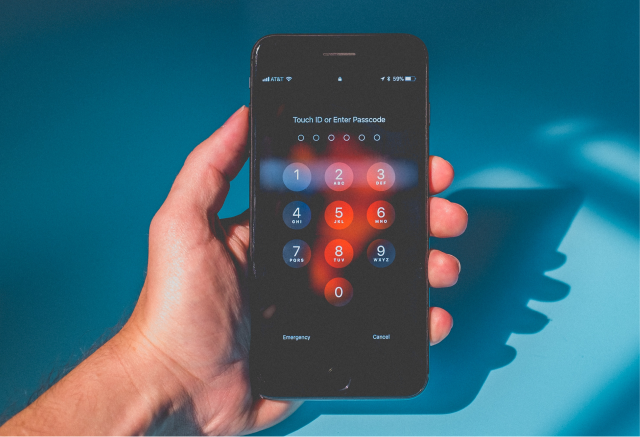 AT&T 59%
Touch ID or Enter Passcode
1 2 3
ABC DEF
4 5 6
GHI JKL MNO
7 8 9
PQRS TUV WXYZ
0
Emergency Cancel